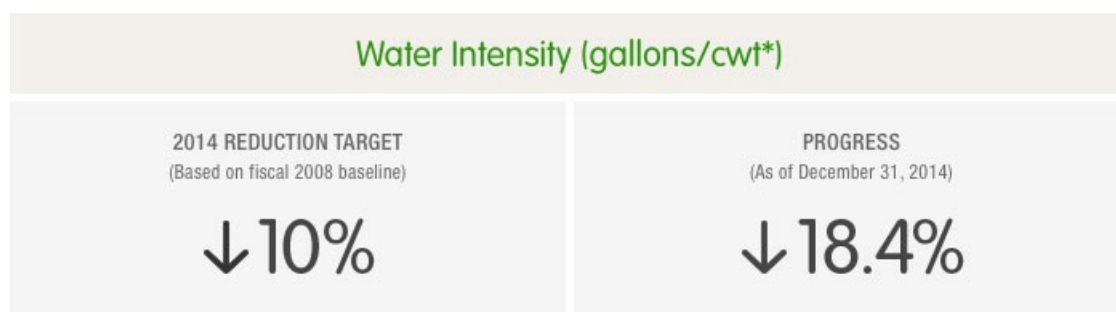 Water Intensity (gallons/cwt*)
2014 REDUCTION TARGET
(Based on fiscal 2008 baseline)
↓10%
PROGRESS
(As of December 31, 2014)
↓18.4%